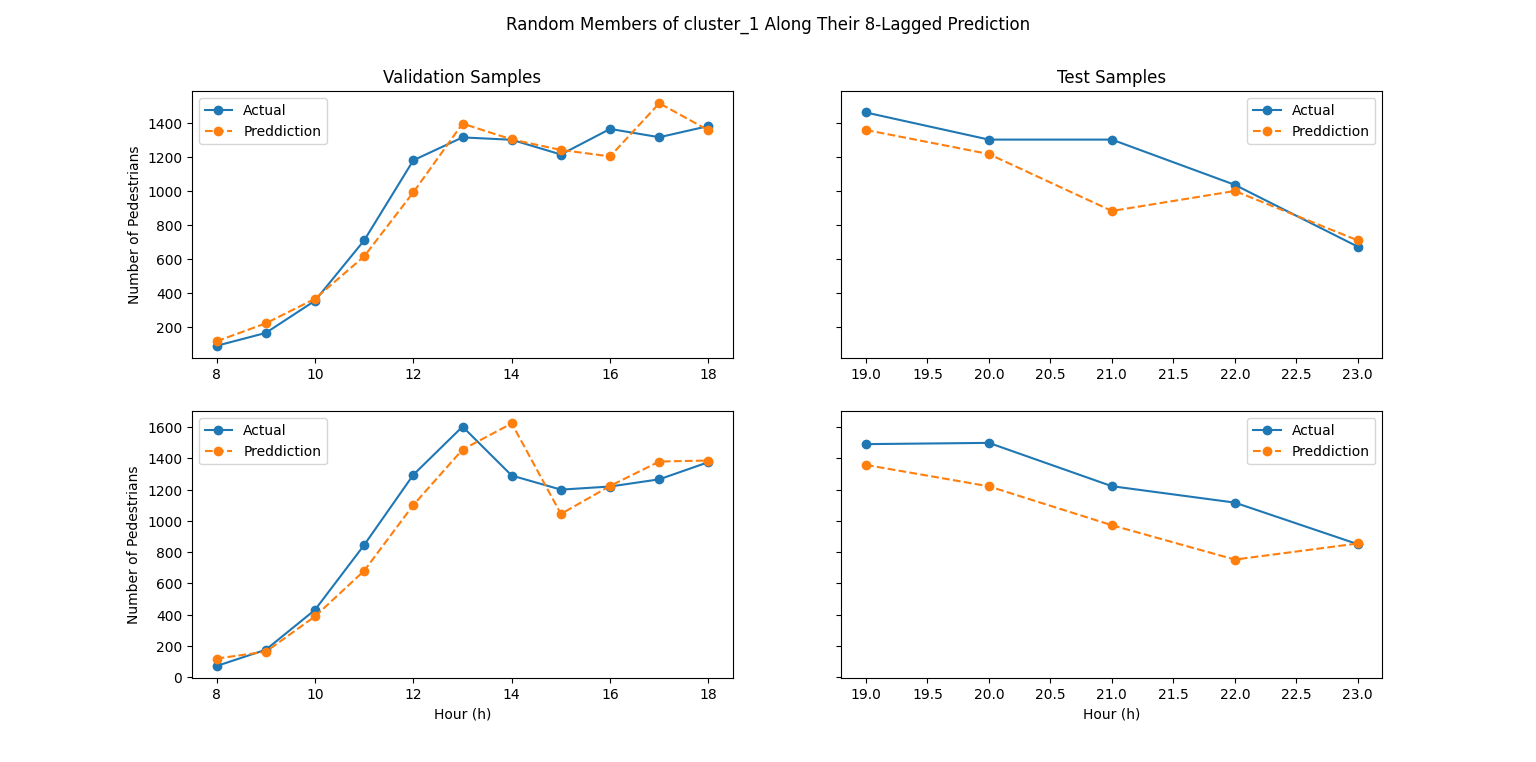 Random Members of cluster_1 Along Their 8-Lagged Prediction
Validation Samples
Actual
Preddiction
Number of Pedestrians
1400
1200
1000
800
600
400
200
8 10 12 14 16 18
Test Samples
Actual
Preddiction
19.0 19.5 20.0 20.5 21.0 21.5 22.0 22.5 23.0
Actual
Preddiction
Number of Pedestrians
1600
1400
1200
1000
800
600
400
200
0
8 10 12 14 16 18
Hour (h)
Actual
Preddiction
19.0 19.5 20.0 20.5 21.0 21.5 22.0 22.5 23.0
Hour (h)